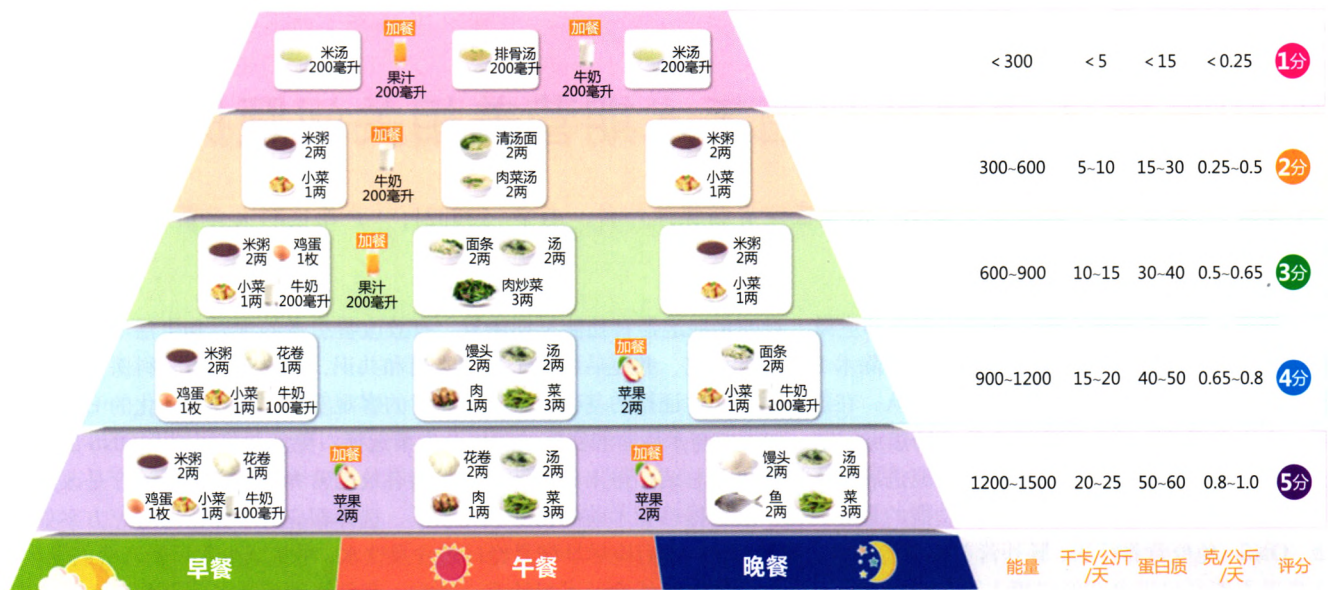 加餐
米汤
200毫升
果汁
200毫升
排骨汤
200毫升
加餐
牛奶
200毫升
米汤
200毫升
< 300
< 5
< 15
< 0.25
1分
米粥
2两
小菜
1两
加餐
牛奶
200毫升
清汤面
2两
肉菜汤
2两
米粥
2两
小菜
1两
300~600
5~10
15~30
0.25~0.5
2分
米粥
2两
鸡蛋
1枚
小菜
1两
牛奶
200毫升
加餐
果汁
200毫升
面条
2两
汤
2两
肉炒菜
3两
米粥
2两
小菜
1两
600~900
10~15
30~40
0.5~0.65
3分
米粥
2两
花卷
1两
鸡蛋
1枚
小菜
1两
牛奶
100毫升
馒头
2两
汤
2两
肉
1两
菜
3两
加餐
苹果
2两
面条
2两
小菜
1两
牛奶
100毫升
900~1200
15~20
40~50
0.65~0.8
4分
米粥
2两
花卷
1两
鸡蛋
1枚
小菜
1两
牛奶
100毫升
加餐
苹果
2两
花卷
2两
汤
2两
肉
1两
菜
3两
加餐
苹果
2两
馒头
2两
汤
2两
鱼
2两
菜
3两
1200~1500
20~25
50~60
0.8~1.0
5分
早餐
午餐
晚餐
能量
千卡/公斤
/天
蛋白质
克/公斤
/天
评分